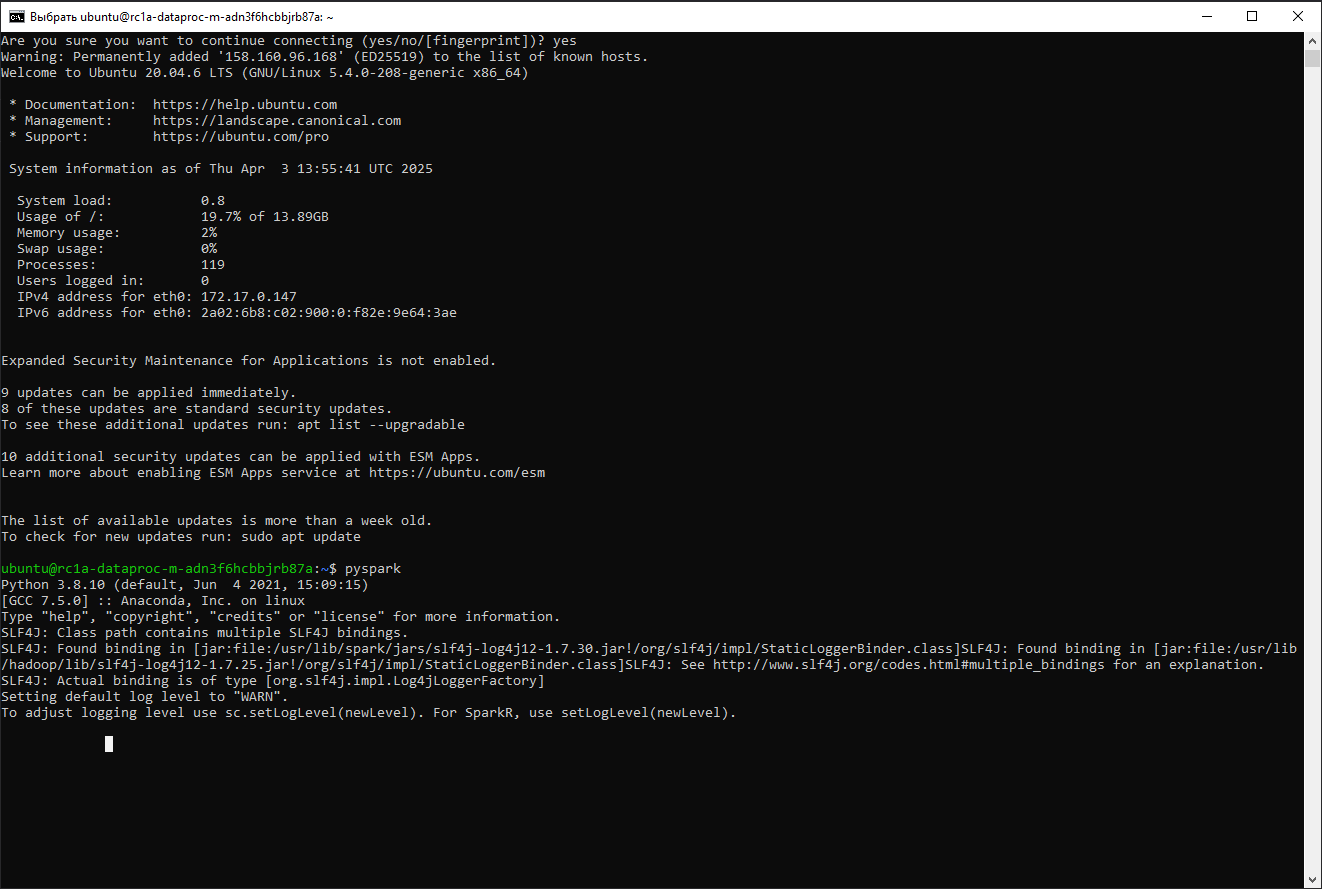 Выбрать ubuntu@rc1a-dataproc-m-adn3f6hcbbjrb87a: ~
Are you sure you want to continue connecting (yes/no/[fingerprint])? yes
Warning: Permanently added '158.160.96.168' (ED25519) to the list of known hosts.
Welcome to Ubuntu 20.04.6 LTS (GNU/Linux 5.4.0-208-generic x86_64)
* Documentation:  https://help.ubuntu.com
* Management:     https://landscape.canonical.com
* Support:        https://ubuntu.com/pro
System information as of Thu Apr  3 13:55:41 UTC 2025
System load:           0.8
Usage of /:            19.7% of 13.89GB
Memory usage:          2%
Swap usage:            0%
Processes:             119
Users logged in:       0
IPv4 address for eth0: 172.17.0.147
IPv6 address for eth0: 2a02:6b8:c02:900:0:f82e:9e64:3ae
Expanded Security Maintenance for Applications is not enabled.
9 updates can be applied immediately.
8 of these updates are standard security updates.
To see these additional updates run: apt list --upgradable
10 additional security updates can be applied with ESM Apps.
Learn more about enabling ESM Apps service at https://ubuntu.com/esm
The list of available updates is more than a week old.
To check for new updates run: sudo apt update
ubuntu@rc1a-dataproc-m-adn3f6hcbbjrb87a:~$ pyspark
Python 3.8.10 (default, Jun  4 2021, 15:09:15)
[GCC 7.5.0] :: Anaconda, Inc. on linux
Type "help", "copyright", "credits" or "license" for more information.
SLF4J: Class path contains multiple SLF4J bindings.
SLF4J: Found binding in [jar:file:/usr/lib/spark/jars/slf4j-log4j12-1.7.30.jar!/org/slf4j/impl/StaticLoggerBinder.class]SLF4J: Found binding in [jar:file:/usr/lib
/hadoop/lib/slf4j-log4j12-1.7.25.jar!/org/slf4j/impl/StaticLoggerBinder.class]SLF4J: See http://www.slf4j.org/codes.html#multiple_bindings for an explanation.
SLF4J: Actual binding is of type [org.slf4j.impl.Log4jLoggerFactory]
Setting default log level to "WARN".
To adjust logging level use sc.setLogLevel(newLevel). For SparkR, use setLogLevel(newLevel).